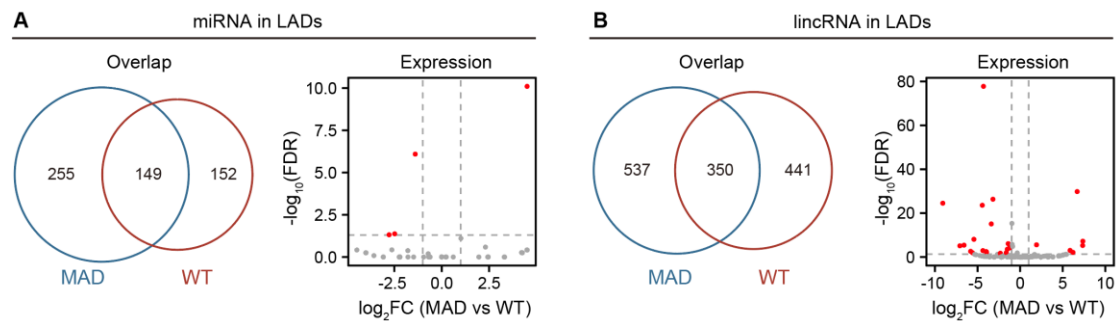 A miRNA in LADs
Overlap
255 149 152
MAD WT
Expression
-log10(FDR)
10.0
7.5
5.0
2.5
0.0
-2.5 0.0 2.5
log2FC (MAD vs WT)
B lincRNA in LADs
Overlap
537 350 441
MAD WT
Expression
-log10(FDR)
80
60
40
20
0
-10 -5 0 5 10
log2FC (MAD vs WT)